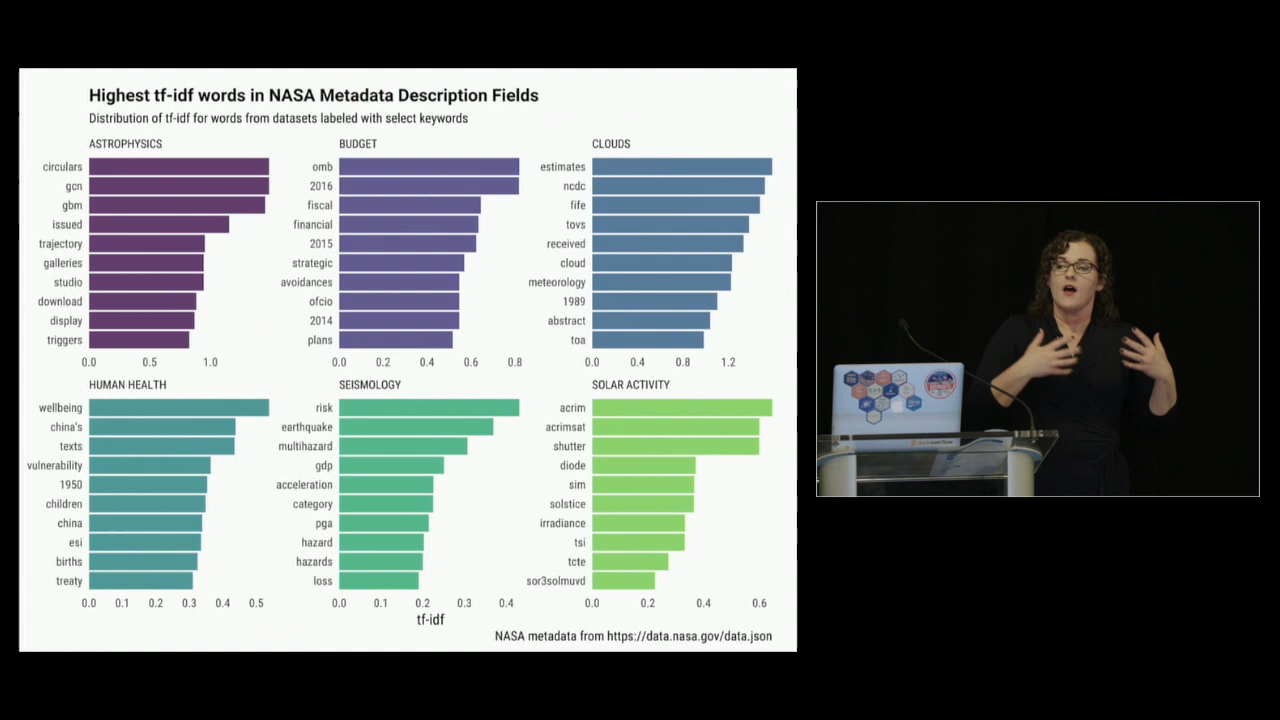 Highest tf-idf words in NASA Metadata Description Fields
Distribution of tf-idf for words from datasets labeled with select keywords
ASTROPHYSICS
circulars
gcn
gbm
issued
trajectory
galleries
studio
download
display
triggers
0.0 0.5 1.0
BUDGET
omb
2016
fiscal
financial
2015
strategic
avoidances
ofcio
2014
plans
0.0 0.2 0.4 0.6 0.8
CLOUDS
estimates
ncdc
fife
tovs
received
cloud
meteorology
1989
abstract
toa
0.0 0.4 0.8 1.2
HUMAN HEALTH
wellbeing
china's
texts
vulnerability
1950
children
china
esi
births
treaty
0.0 0.1 0.2 0.3 0.4 0.5
SEISMOLOGY
risk
earthquake
multihazard
gdp
acceleration
category
pga
hazard
hazards
loss
0.0 0.1 0.2 0.3 0.4
SOLAR ACTIVITY
acrim
acrimsat
shutter
diode
sim
solstice
irradiance
tsi
tcte
sor3solmuvd
0.0 0.2 0.4 0.6
tf-idf
NASA metadata from https://data.nasa.gov/data.json